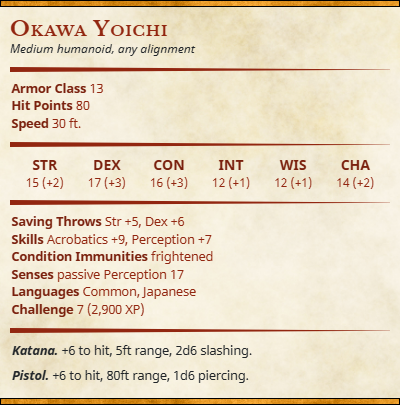 Okawa Yoichi
Medium humanoid, any alignment
Armor Class 13
Hit Points 80
Speed 30 ft.
STR DEX CON INT WIS CHA
15 (+2) 17 (+3) 16 (+3) 12 (+1) 12 (+1) 14 (+2)
Saving Throws Str +5, Dex +6
Skills Acrobatics +9, Perception +7
Condition Immunities frightened
Senses passive Perception 17
Languages Common, Japanese
Challenge 7 (2,900 XP)
Katana. +6 to hit, 5ft range, 2d6 slashing.
Pistol. +6 to hit, 80ft range, 1d6 piercing.